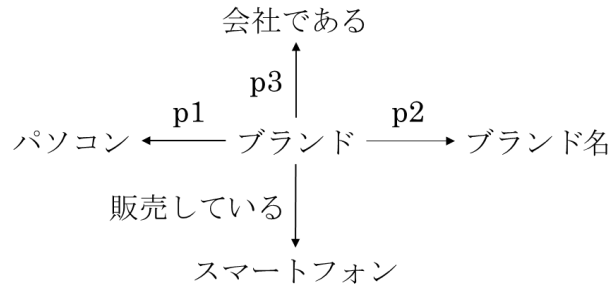 会社である
p3
p1
p2
パソコン
ブランド
ブランド名
販売している
スマートフォン